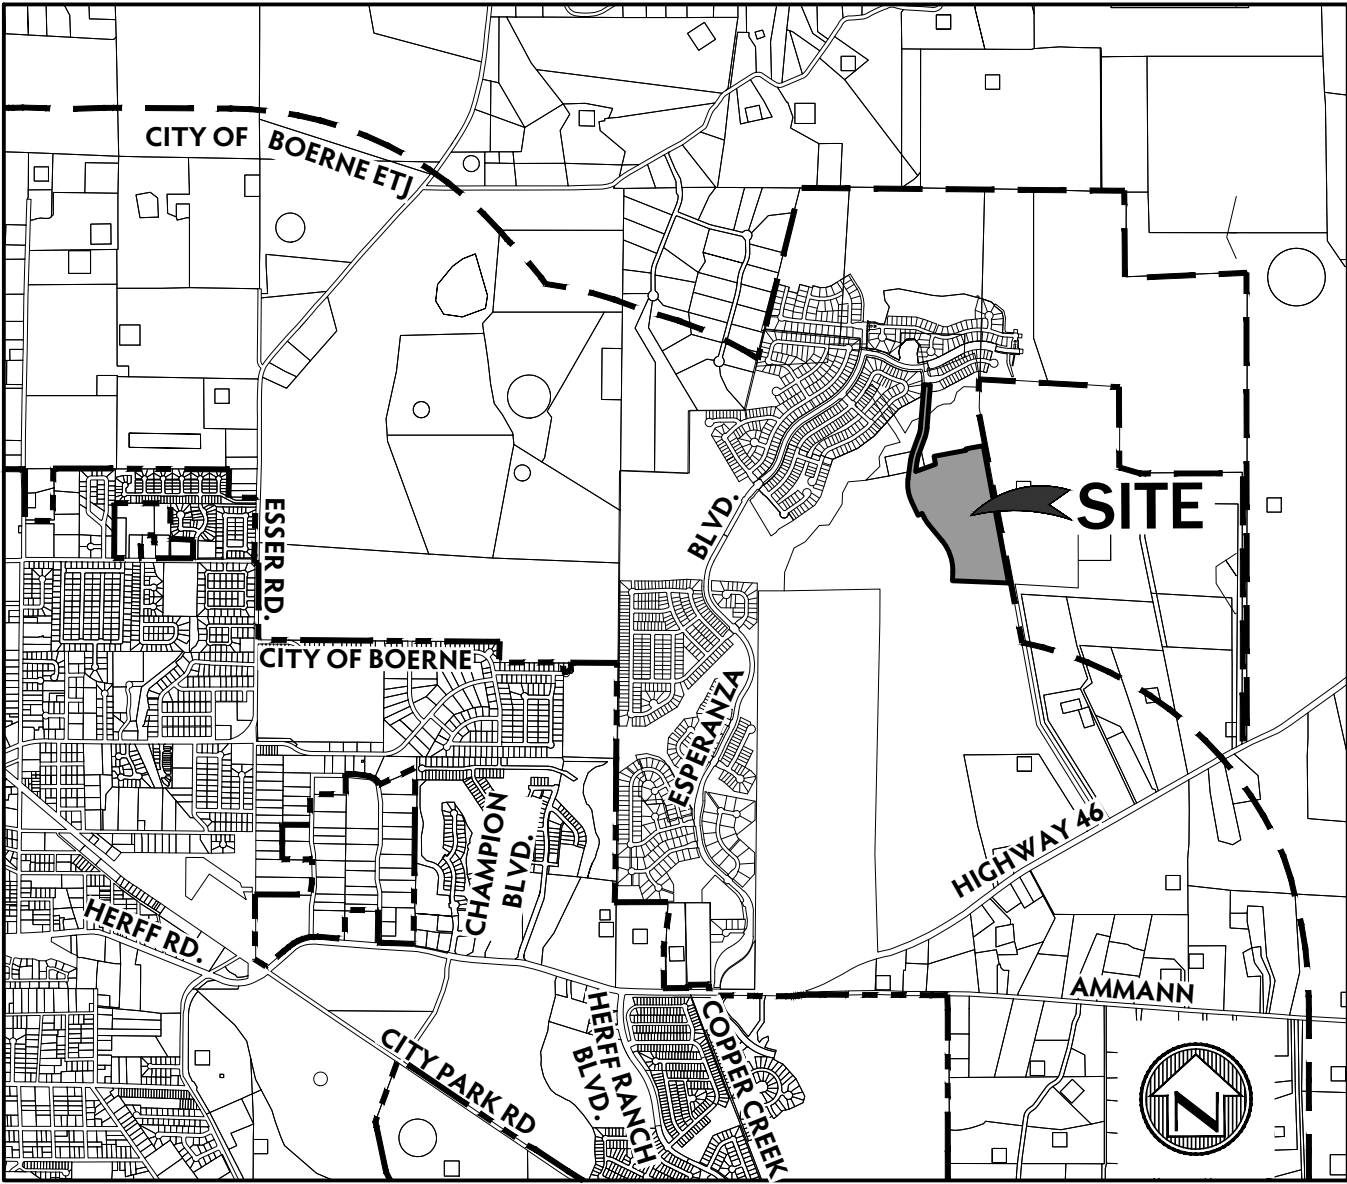 CITY OF BOERNE ETJ
SITE
BLVD.
ESSER RD.
CITY OF BOERNE
ESPERANZA
CHAMPION
BLVD.
HIGHWAY 46
HERFF RD.
AMMANN
CITY PARK RD
HERFF RANCH
BLVD.
COPPER CREEK
N